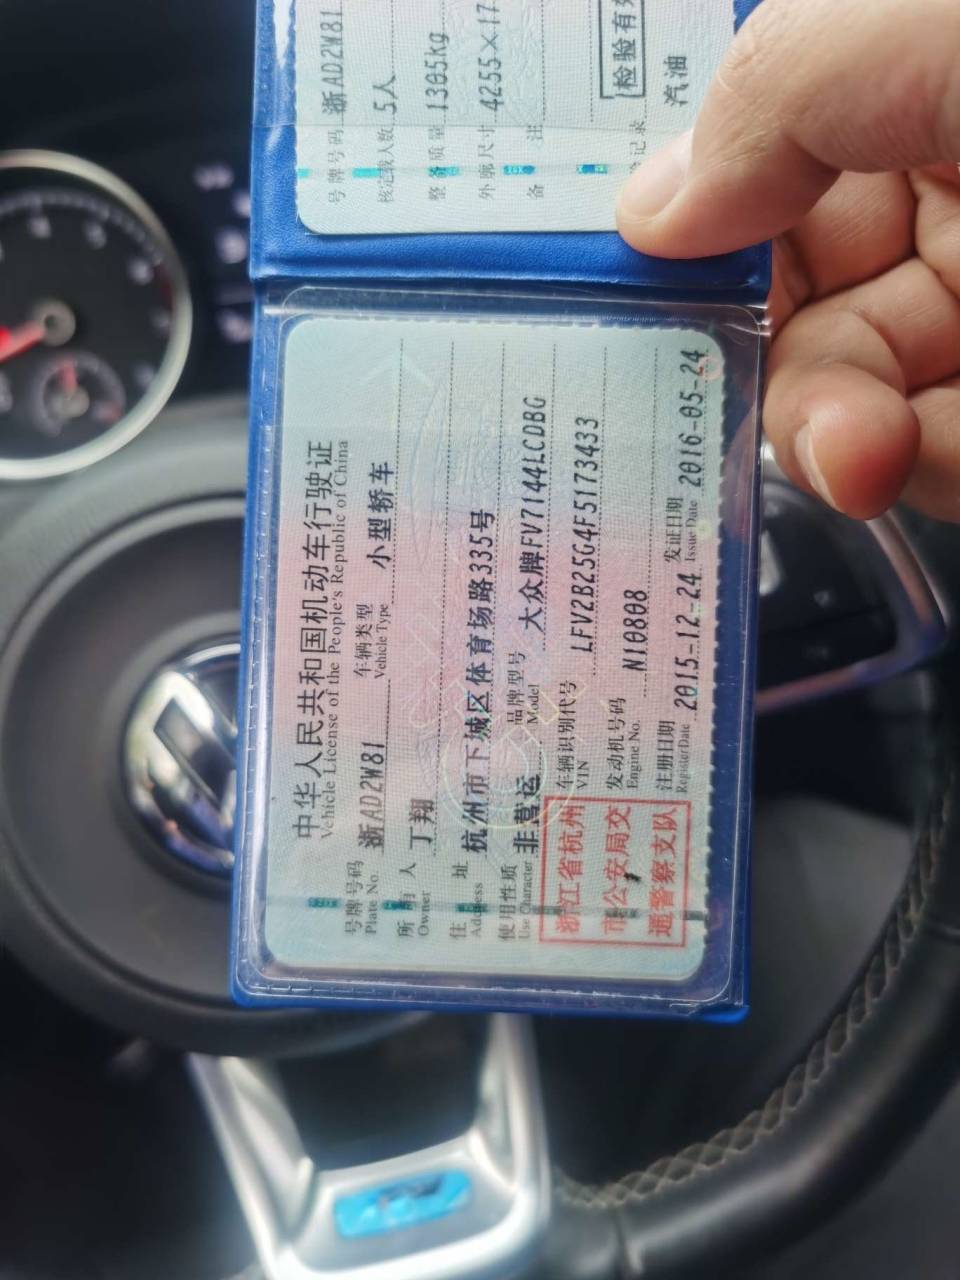 号牌号码 浙AD2W81
核定载人数 5人
整备质量 1395kg
外廓尺寸 4255×17
备 注
检验有效
记录 汽油
中华人民共和国机动车行驶证
Vehicle License of the People's Republic of China
号牌号码 浙AD2W81 车辆类型 小型轿车
Plate No. Vehicle Type
所有人 丁翔
Owner
住 址 杭州市下城区体育场路335号
Address
使用性质 非营运 品牌型号 大众牌FV7144LCDBG
Use Character Model
车辆识别代号 LFV2B25G4F5173433
VIN
浙江省杭州
市公安局交
通警察支队
发动机号码 N10808
Engine No.
注册日期 2015-12-24 发证日期 2016-05-24
Register Date Issue Date